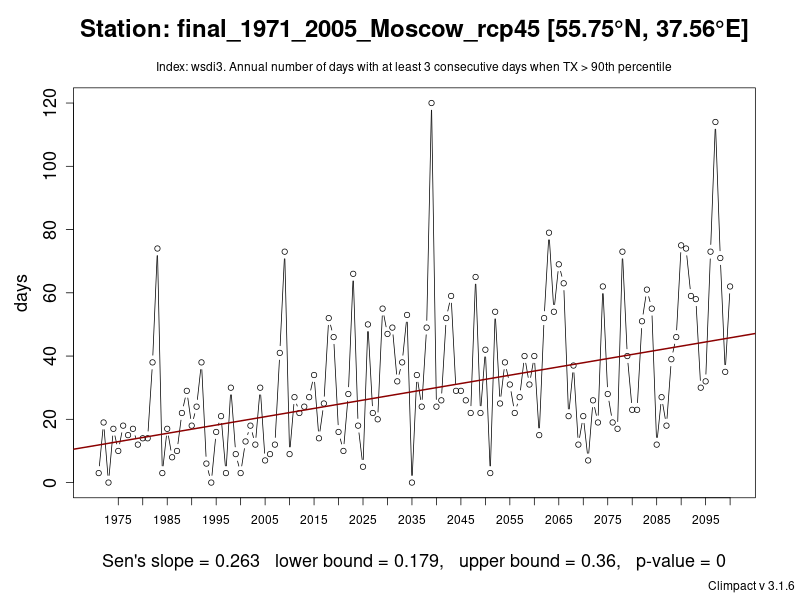 Station: final_1971_2005_Moscow_rcp45 [55.75°N, 37.56°E]
Index: wsdi3. Annual number of days with at least 3 consecutive days when TX > 90th percentile
120
100
80
60
40
20
0
days
1975 1985 1995 2005 2015 2025 2035 2045 2055 2065 2075 2085 2095
Sen's slope = 0.263 lower bound = 0.179, upper bound = 0.36, p-value = 0
Climpact v 3.1.6